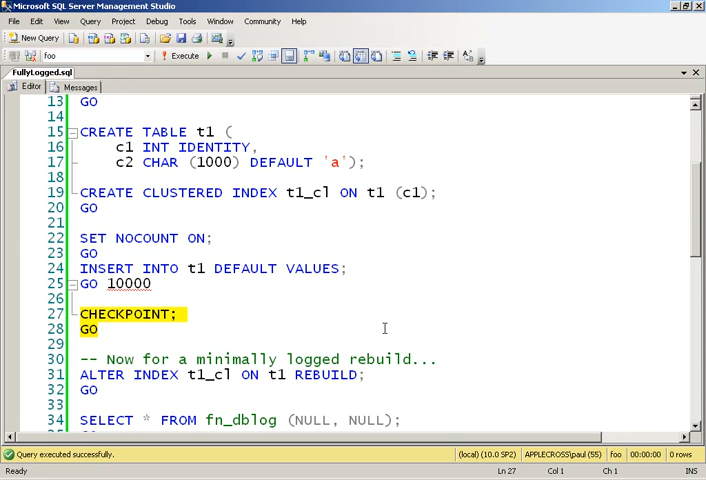 Microsoft SQL Server Management Studio
File Edit View Query Project Debug Tools Window Community Help
New Query
foo Execute
FullyLogged.sql
Editor Messages
13 GO
14
15 CREATE TABLE t1 (
16 c1 INT IDENTITY,
17 c2 CHAR (1000) DEFAULT 'a');
18
19 CREATE CLUSTERED INDEX t1_cl ON t1 (c1);
20 GO
21
22 SET NOCOUNT ON;
23 GO
24 INSERT INTO t1 DEFAULT VALUES;
25 GO 10000
26
27 CHECKPOINT;
28 GO
29
30 -- Now for a minimally logged rebuild...
31 ALTER INDEX t1_cl ON t1 REBUILD;
32 GO
33
34 SELECT * FROM fn_dblog (NULL, NULL);
Query executed successfully. (local) (10.0 SP2) APPLECROSS\paul (55) foo 00:00:00 0 rows
Ready Ln 27 Col 1 Ch 1 INS